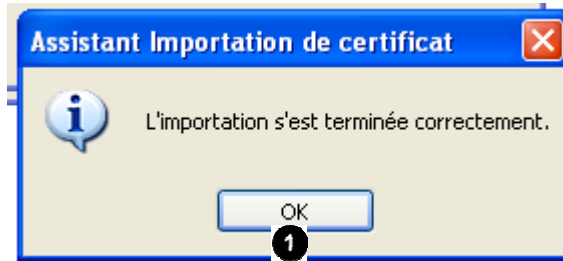 Assistant Importation de certificat
L'importation s'est terminée correctement.
OK
1